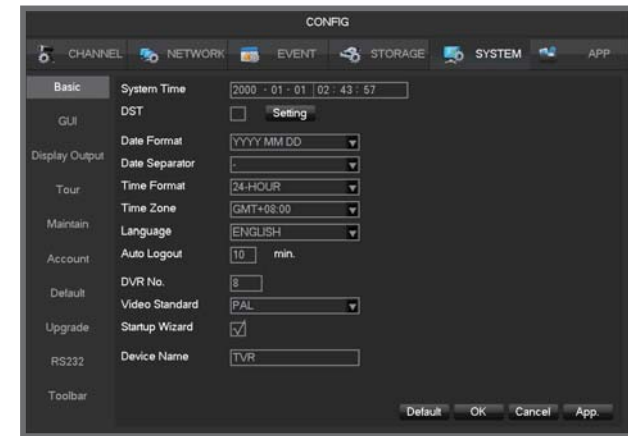 CONFIG
CHANNEL NETWORK EVENT STORAGE SYSTEM APP
Basic
GUI
Display Output
Tour
Maintain
Account
Default
Upgrade
RS232
Toolbar
System Time 2000 - 01 - 01 02 : 43 : 57
DST Setting
Date Format YYYY MM DD
Date Separator -
Time Format 24-HOUR
Time Zone GMT+08:00
Language ENGLISH
Auto Logout 10 min.
DVR No. 8
Video Standard PAL
Startup Wizard
Device Name TVR
Default OK Cancel App.